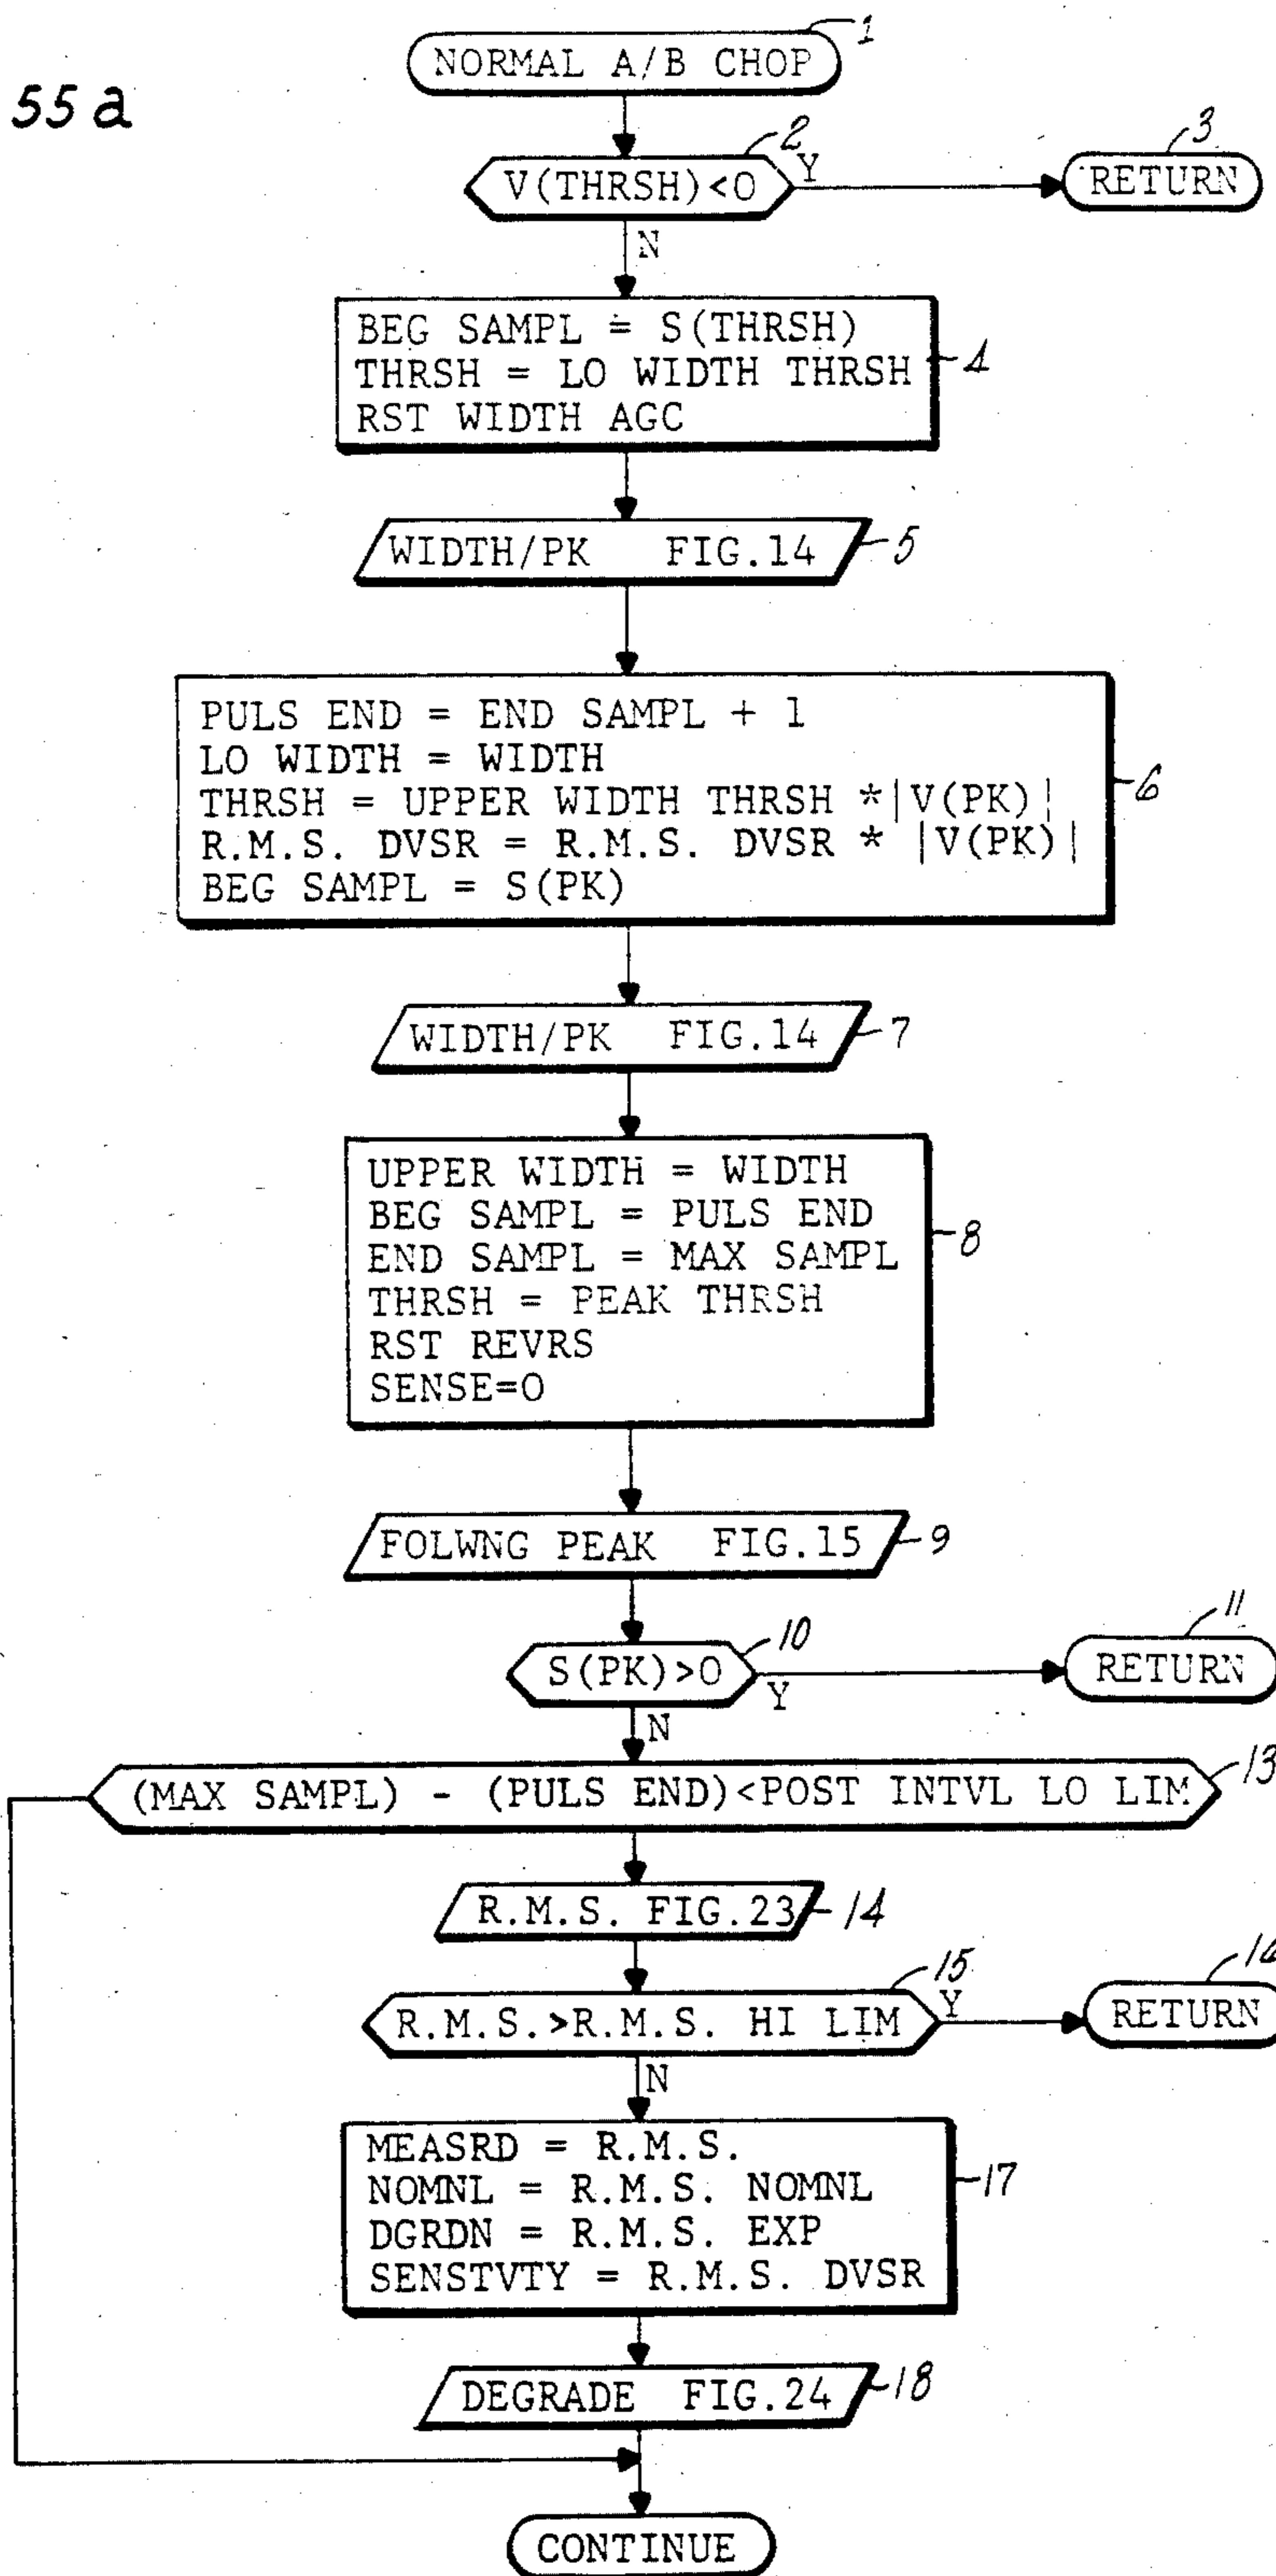 55a
NORMAL A/B CHOP
1
V(THRSH)<0
2
Y
RETURN
3
N
BEG SAMPL = S(THRSH)
THRSH = LO WIDTH THRSH
RST WIDTH AGC
4
WIDTH/PK FIG.14
5
PULS END = END SAMPL + 1
LO WIDTH = WIDTH
THRSH = UPPER WIDTH THRSH *|V(PK)|
R.M.S. DVSR = R.M.S. DVSR * |V(PK)|
BEG SAMPL = S(PK)
6
WIDTH/PK FIG.14
7
UPPER WIDTH = WIDTH
BEG SAMPL = PULS END
END SAMPL = MAX SAMPL
THRSH = PEAK THRSH
RST REVRS
SENSE=0
8
FOLWNG PEAK FIG.15
9
S(PK)>0
10
Y
RETURN
11
N
(MAX SAMPL) - (PULS END)<POST INTVL LO LIM
13
R.M.S. FIG.23
14
R.M.S.>R.M.S. HI LIM
15
Y
RETURN
N
MEASRD = R.M.S.
NOMNL = R.M.S. NOMNL
DGRDN = R.M.S. EXP
SENSTVTY = R.M.S. DVSR
17
DEGRADE FIG.24
18
CONTINUE